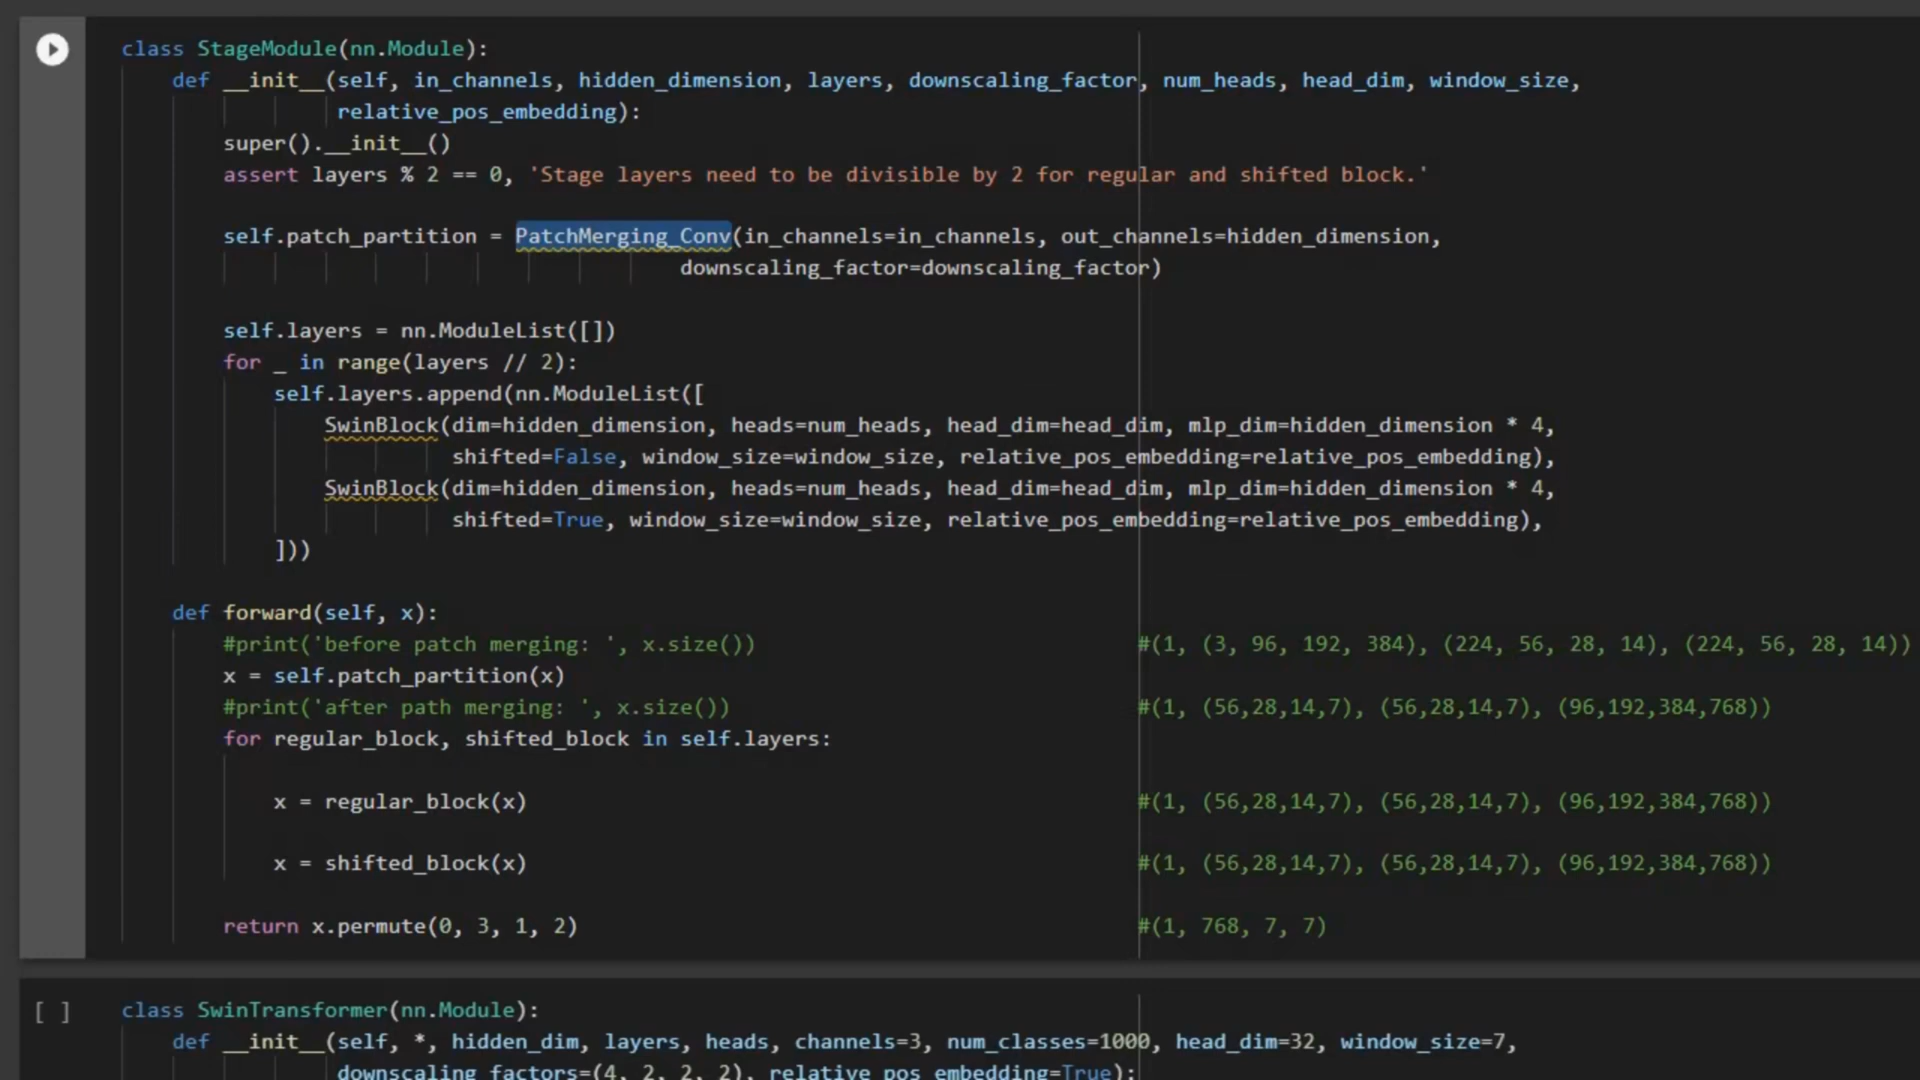 class StageModule(nn.Module):
def __init__(self, in_channels, hidden_dimension, layers, downscaling_factor, num_heads, head_dim, window_size,
relative_pos_embedding):
super().__init__()
assert layers % 2 == 0, 'Stage layers need to be divisible by 2 for regular and shifted block.'
self.patch_partition = PatchMerging_Conv(in_channels=in_channels, out_channels=hidden_dimension,
downscaling_factor=downscaling_factor)
self.layers = nn.ModuleList([])
for _ in range(layers // 2):
self.layers.append(nn.ModuleList([
SwinBlock(dim=hidden_dimension, heads=num_heads, head_dim=head_dim, mlp_dim=hidden_dimension * 4,
shifted=False, window_size=window_size, relative_pos_embedding=relative_pos_embedding),
SwinBlock(dim=hidden_dimension, heads=num_heads, head_dim=head_dim, mlp_dim=hidden_dimension * 4,
shifted=True, window_size=window_size, relative_pos_embedding=relative_pos_embedding),
]))
def forward(self, x):
#print('before patch merging: ', x.size()) #(1, (3, 96, 192, 384), (224, 56, 28, 14), (224, 56, 28, 14))
x = self.patch_partition(x)
#print('after path merging: ', x.size()) #(1, (56,28,14,7), (56,28,14,7), (96,192,384,768))
for regular_block, shifted_block in self.layers:
x = regular_block(x) #(1, (56,28,14,7), (56,28,14,7), (96,192,384,768))
x = shifted_block(x) #(1, (56,28,14,7), (56,28,14,7), (96,192,384,768))
return x.permute(0, 3, 1, 2) #(1, 768, 7, 7)
[ ] class SwinTransformer(nn.Module):
def __init__(self, *, hidden_dim, layers, heads, channels=3, num_classes=1000, head_dim=32, window_size=7,
downscaling_factors=(4, 2, 2, 2), relative_pos_embedding=True):